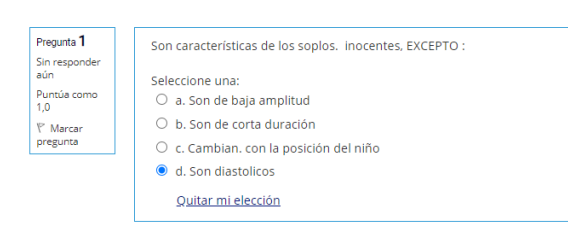 Pregunta 1
Sin responder
aún
Puntúa como
1,0
Marcar
pregunta
Son características de los soplos. inocentes, EXCEPTO :
Seleccione una:
a. Son de baja amplitud
b. Son de corta duración
c. Cambian. con la posición del niño
d. Son diastolicos
Quitar mi elección